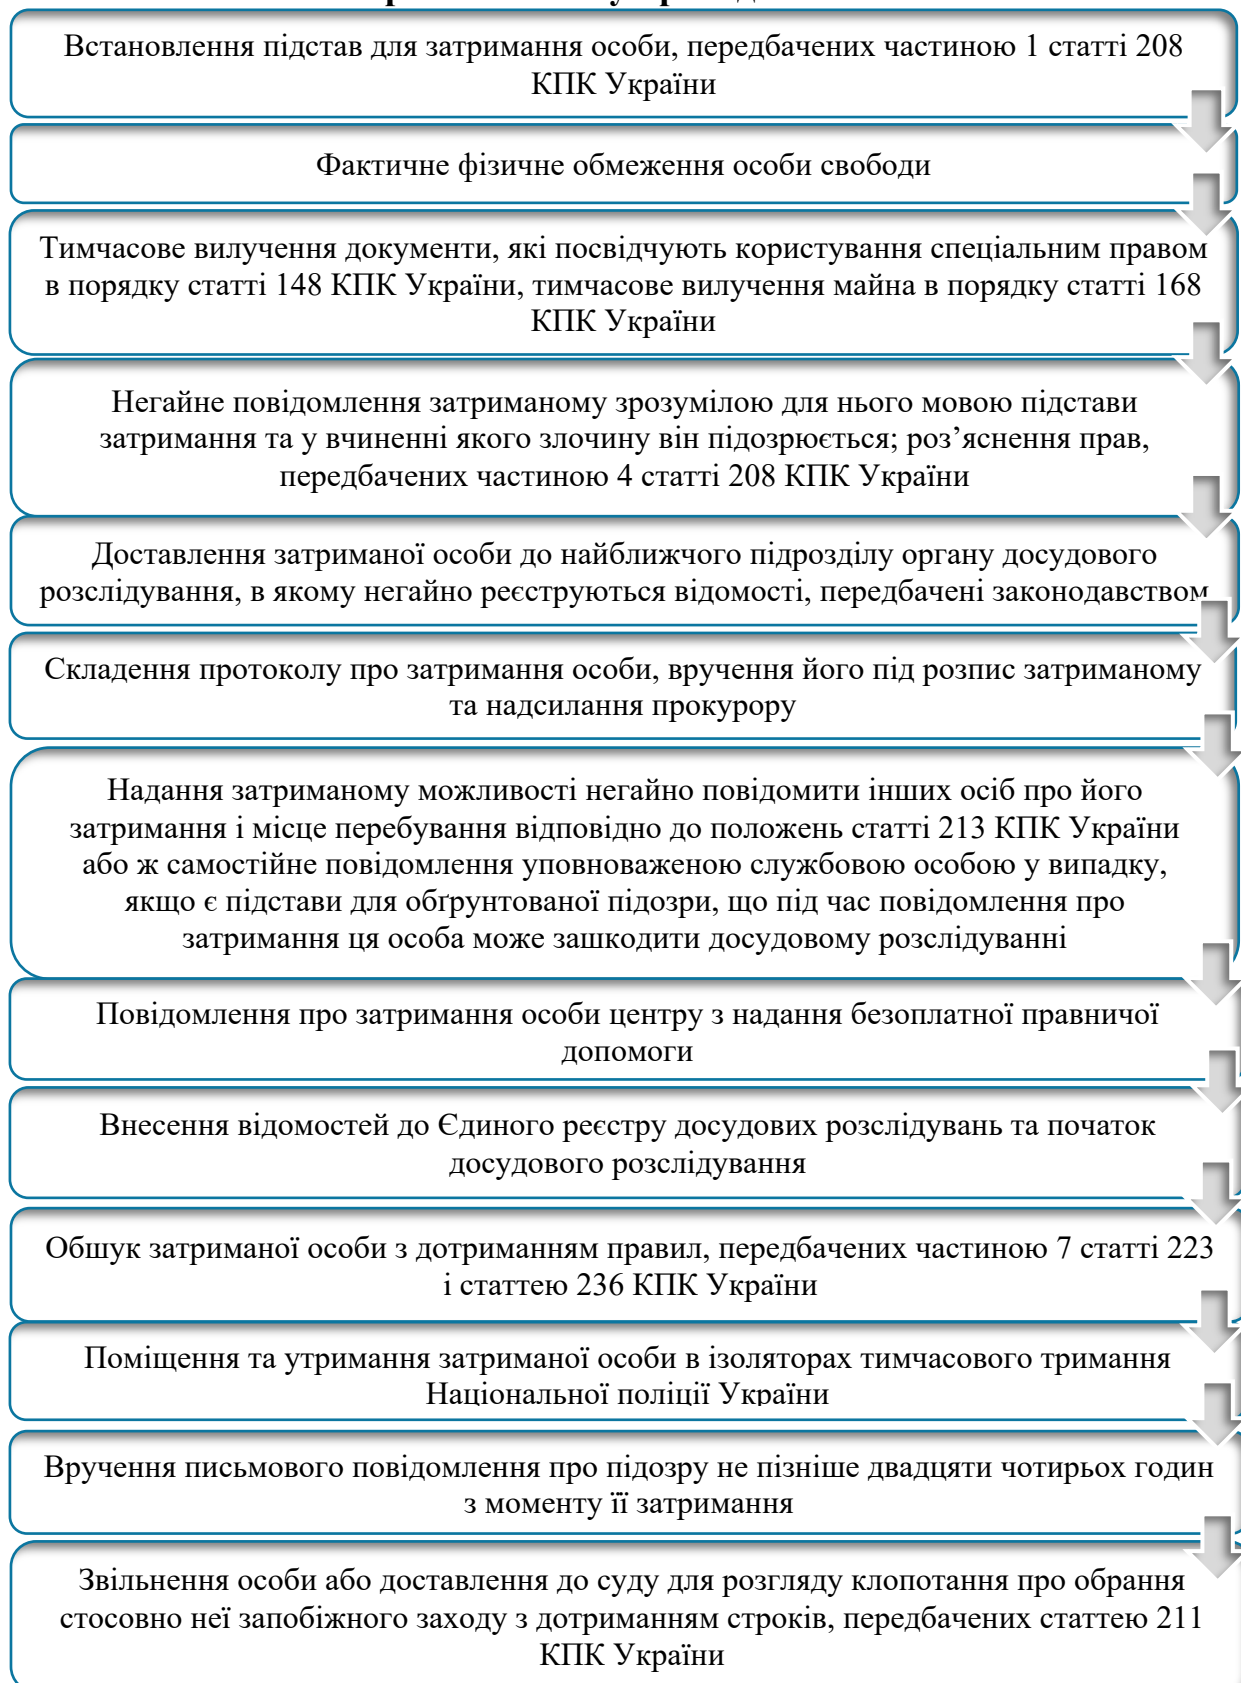 Встановлення підстав для затримання особи, передбачених частиною 1 статті 208
КПК України
Фактичне фізичне обмеження особи свободи
Тимчасове вилучення документи, які посвідчують користування спеціальним правом
в порядку статті 148 КПК України, тимчасове вилучення майна в порядку статті 168
КПК України
Негайне повідомлення затриманому зрозумілою для нього мовою підстави
затримання та у вчиненні якого злочину він підозрюється; роз’яснення прав,
передбачених частиною 4 статті 208 КПК України
Доставлення затриманої особи до найближчого підрозділу органу досудового
розслідування, в якому негайно реєструються відомості, передбачені законодавством
Складення протоколу про затримання особи, вручення його під розпис затриманому
та надсилання прокурору
Надання затриманому можливості негайно повідомити інших осіб про його
затримання і місце перебування відповідно до положень статті 213 КПК України
або ж самостійне повідомлення уповноваженою службовою особою у випадку,
якщо є підстави для обґрунтованої підозри, що під час повідомлення про
затримання ця особа може зашкодити досудовому розслідуванні
Повідомлення про затримання особи центру з надання безоплатної правничої
допомоги
Внесення відомостей до Єдиного реєстру досудових розслідувань та початок
досудового розслідування
Обшук затриманої особи з дотриманням правил, передбачених частиною 7 статті 223
і статтею 236 КПК України
Поміщення та утримання затриманої особи в ізоляторах тимчасового тримання
Національної поліції України
Вручення письмового повідомлення про підозру не пізніше двадцяти чотирьох годин
з моменту її затримання
Звільнення особи або доставлення до суду для розгляду клопотання про обрання
стосовно неї запобіжного заходу з дотриманням строків, передбачених статтею 211
КПК України